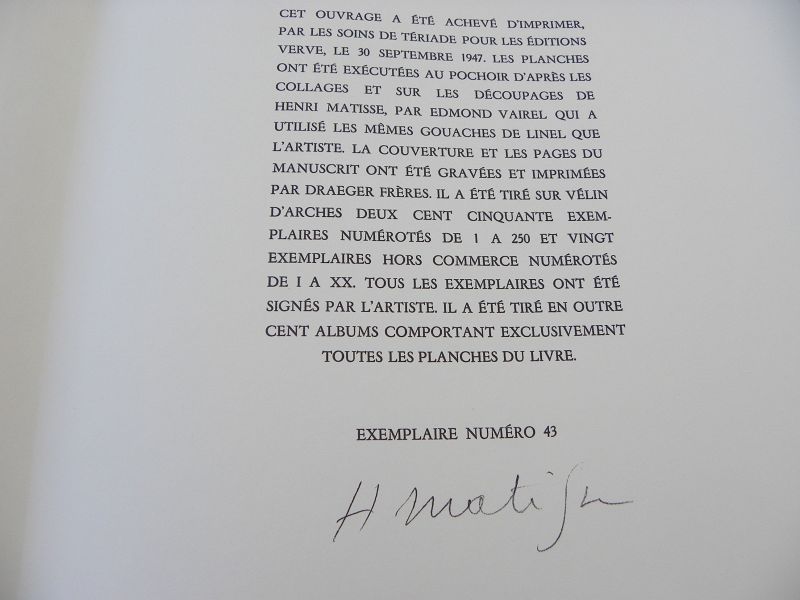 CET OUVRAGE A ÉTÉ ACHEVÉ D'IMPRIMER,
PAR LES SOINS DE TÉRIADE POUR LES ÉDITIONS
VERVE, LE 30 SEPTEMBRE 1947. LES PLANCHES
ONT ÉTÉ EXÉCUTÉES AU POCHOIR D'APRÈS LES
COLLAGES ET SUR LES DÉCOUPAGES DE
HENRI MATISSE, PAR EDMOND VAIREL QUI A
UTILISÉ LES MÊMES GOUACHES DE LINEL QUE
L'ARTISTE. LA COUVERTURE ET LES PAGES DU
MANUSCRIT ONT ÉTÉ GRAVÉES ET IMPRIMÉES
PAR DRAEGER FRÈRES. IL A ÉTÉ TIRÉ SUR VÉLIN
D'ARCHES DEUX CENT CINQUANTE EXEM-
PLAIRES NUMÉROTÉS DE 1 A 250 ET VINGT
EXEMPLAIRES HORS COMMERCE NUMÉROTÉS
DE I A XX. TOUS LES EXEMPLAIRES ONT ÉTÉ
SIGNÉS PAR L'ARTISTE. IL A ÉTÉ TIRÉ EN OUTRE
CENT ALBUMS COMPORTANT EXCLUSIVEMENT
TOUTES LES PLANCHES DU LIVRE.
EXEMPLAIRE NUMÉRO 43
H Matisse